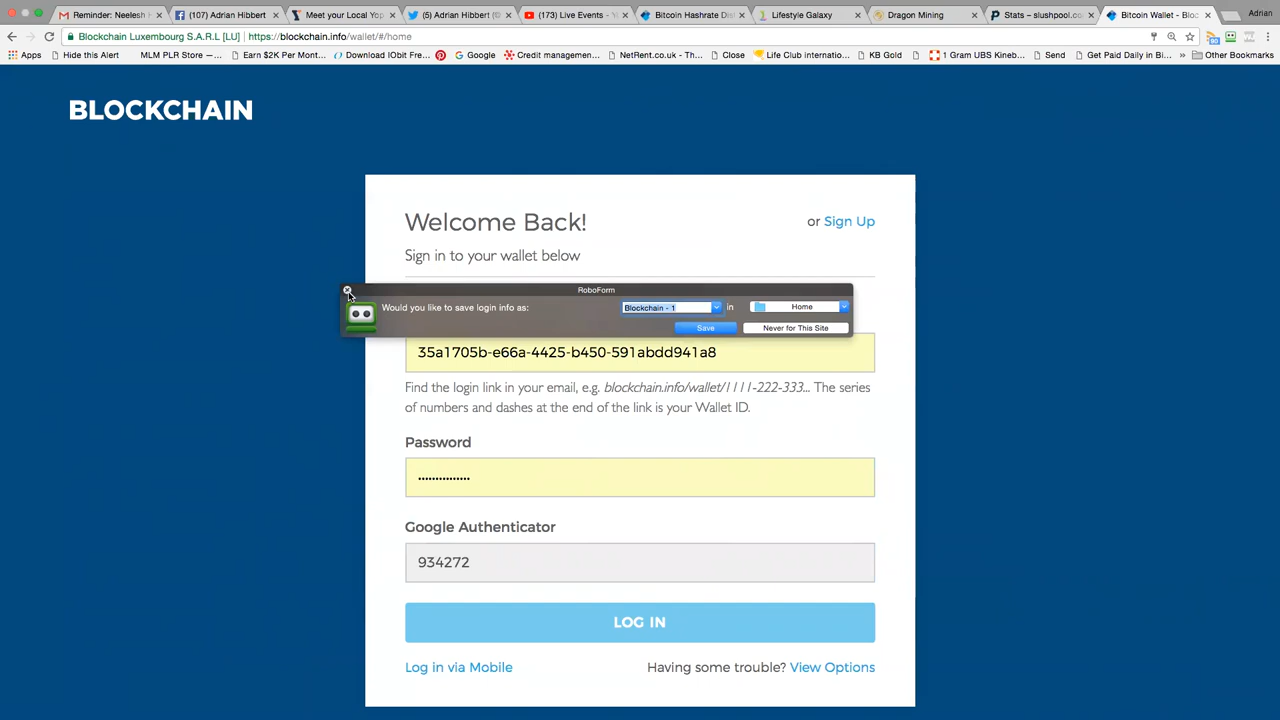 Reminder: Neelesh H
(107) Adrian Hibbert
Meet your Local Yop
(5) Adrian Hibbert (
(173) Live Events - Y
Bitcoin Hashrate Dis
Lifestyle Galaxy
Dragon Mining
Stats – slushpool.co
Bitcoin Wallet - Bloc
Adrian
Blockchain Luxembourg S.A.R.L [LU] https://blockchain.info/wallet/#/home
Apps
Hide this Alert
MLM PLR Store —...
Earn $2K Per Mont...
Download IObit Fre...
Google
Credit managemen...
NetRent.co.uk - Th...
Close
Life Club internatio...
KB Gold
1 Gram UBS Kineb...
Send
Get Paid Daily in Bi...
»
Other Bookmarks
BLOCKCHAIN
Welcome Back!
or Sign Up
Sign in to your wallet below
RoboForm
Would you like to save login info as:
Blockchain - 1
in
Home
Save
Never for This Site
35a1705b-e66a-4425-b450-591abdd941a8
Find the login link in your email, e.g. blockchain.info/wallet/1111-222-333... The series
of numbers and dashes at the end of the link is your Wallet ID.
Password
•••••••••••••••
Google Authenticator
934272
LOG IN
Log in via Mobile
Having some trouble? View Options